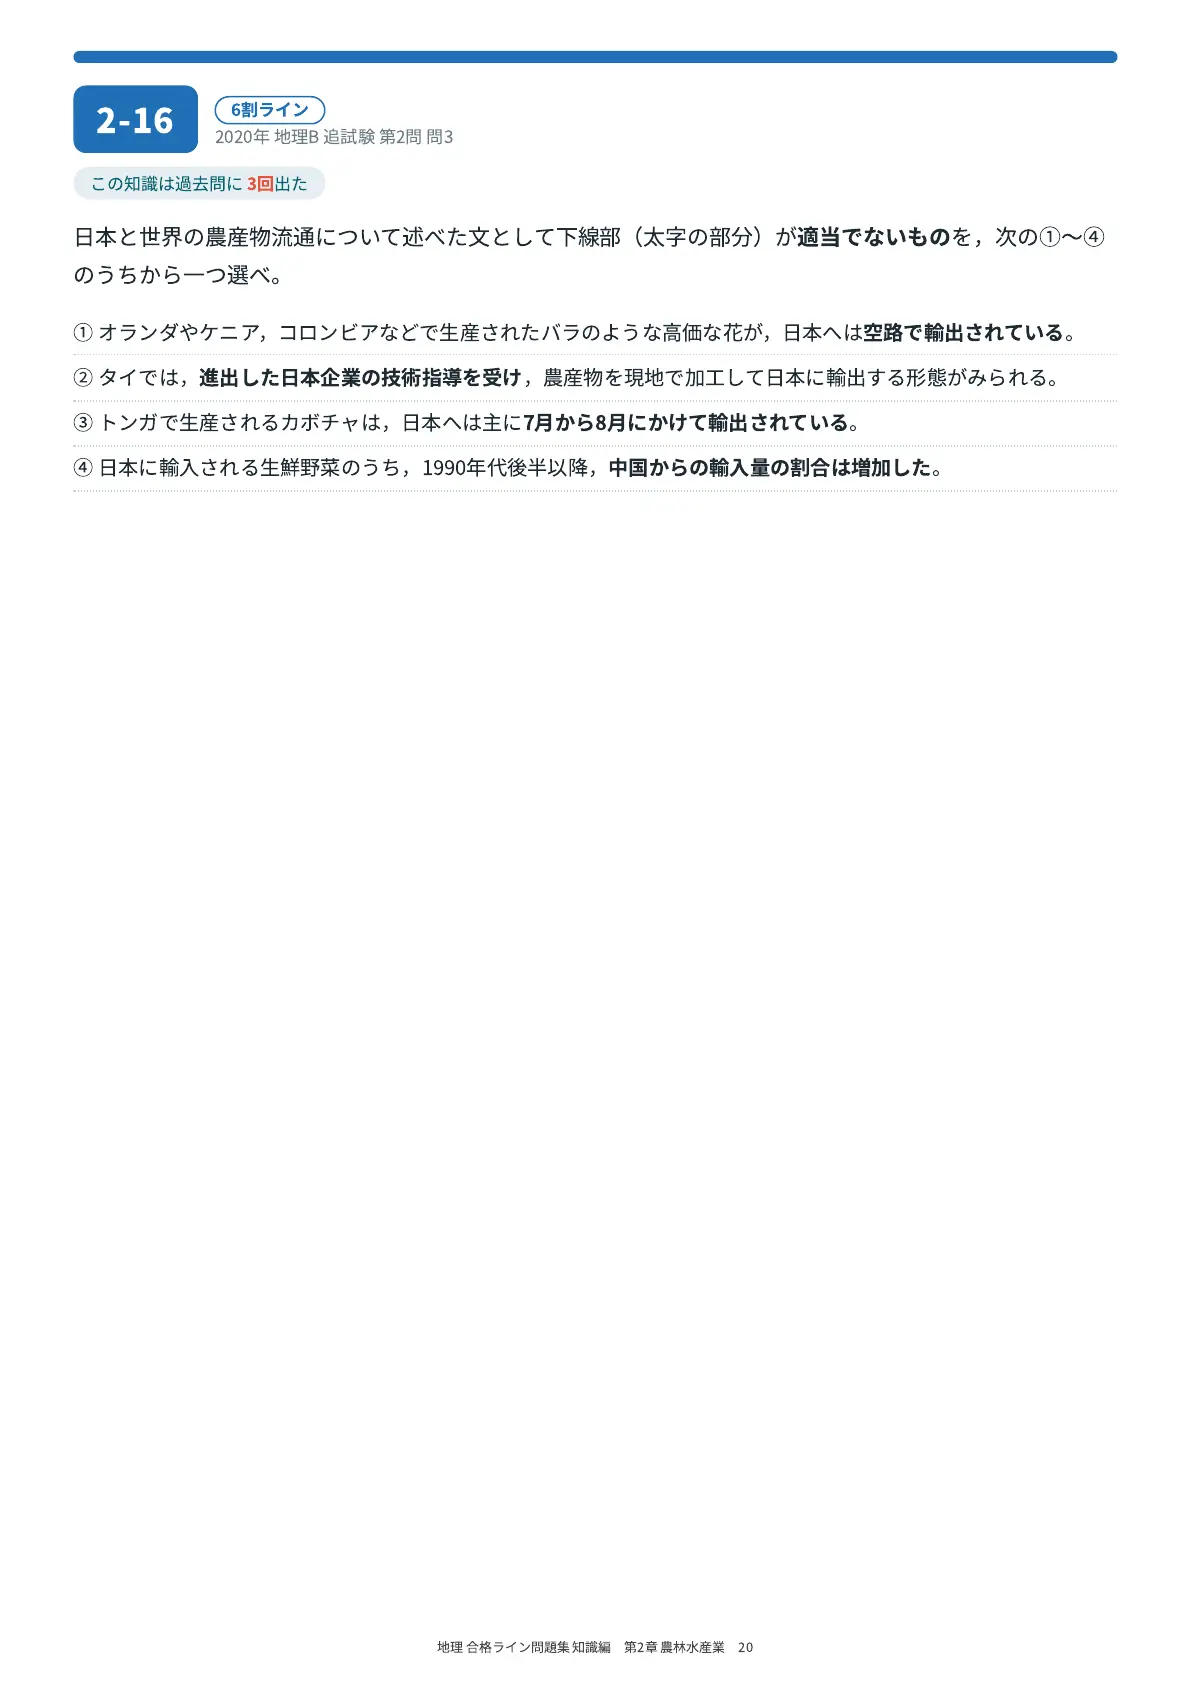 2-16
6割ライン
2020年 地理B 追試験 第2問 問3
この知識は過去問に 3回出た
日本と世界の農産物流通について述べた文として下線部（太字の部分）が適当でないものを，次の①～④
のうちから一つ選べ。
① オランダやケニア，コロンビアなどで生産されたバラのような高価な花が，日本へは空路で輸出されている。
② タイでは，進出した日本企業の技術指導を受け，農産物を現地で加工して日本に輸出する形態がみられる。
③ トンガで生産されるカボチャは，日本へは主に7月から8月にかけて輸出されている。
④ 日本に輸入される生鮮野菜のうち，1990年代後半以降，中国からの輸入量の割合は増加した。
地理 合格ライン問題集 知識編　第2章 農林水産業　20